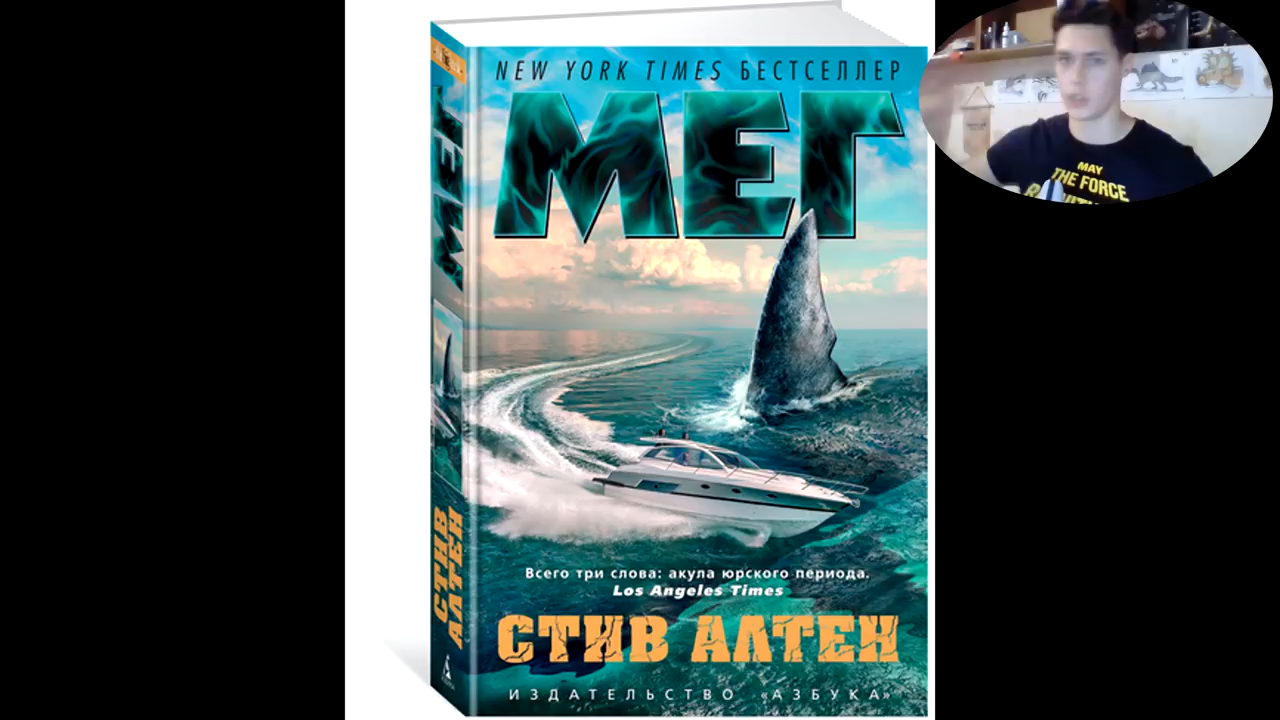 NEW YORK TIMES БЕСТСЕЛЛЕР
МЕГ
Всего три слова: акула юрского периода.
Los Angeles Times
СТИВ АЛТЕН
ИЗДАТЕЛЬСТВО «АЗБУКА»
МЕГ
СТИВ
АЛТЕН
MAY
THE FORCE